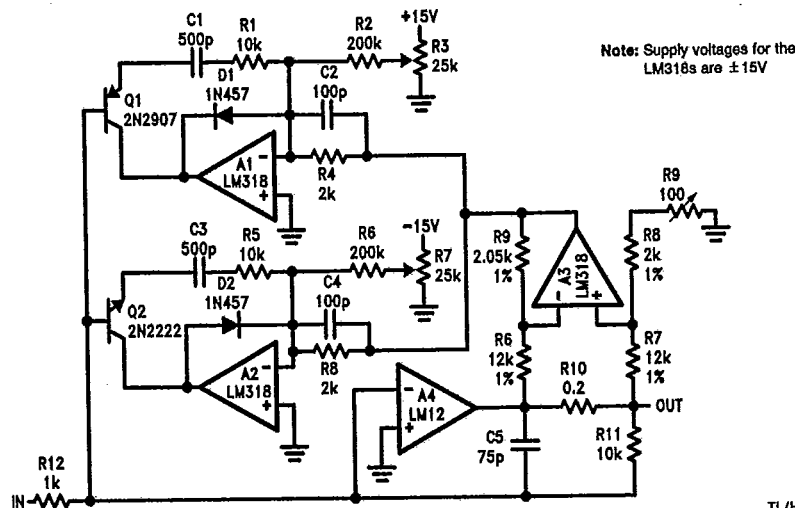 C1
500p
R1
10k
R2
200k
+15V
R3
25k
Note: Supply voltages for the
LM318s are ±15V
D1
1N457
C2
100p
Q1
2N2907
A1
LM318
−
+
R4
2k
R9
100
C3
500p
R5
10k
R6
200k
−15V
R7
25k
R9
2.05k
1%
A3
LM318
−
+
R8
2k
1%
D2
1N457
C4
100p
Q2
2N2222
A2
LM318
−
+
R8
2k
R6
12k
1%
R7
12k
1%
R10
0.2
OUT
A4
LM12
−
+
C5
75p
R11
10k
R12
1k
IN